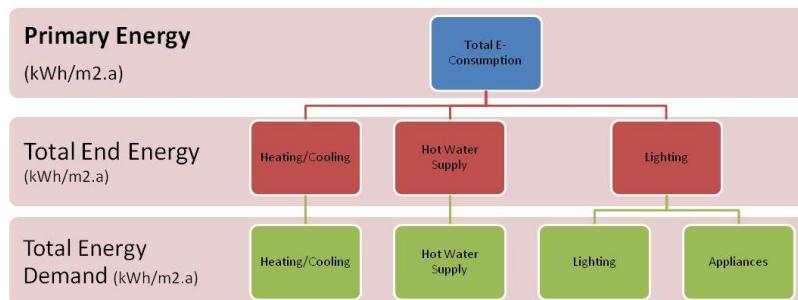 Primary Energy
(kWh/m2.a)
Total E-
Consumption
Total End Energy
(kWh/m2.a)
Heating/Cooling
Hot Water
Supply
Lighting
Total Energy
Demand (kWh/m2.a)
Heating/Cooling
Hot Water
Supply
Lighting
Appliances